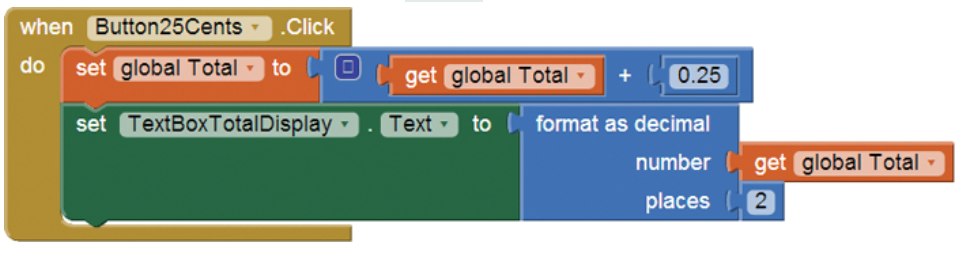 when Button25Cents .Click
do set global Total to get global Total + 0.25
set TextBoxTotalDisplay . Text to format as decimal
number get global Total
places 2